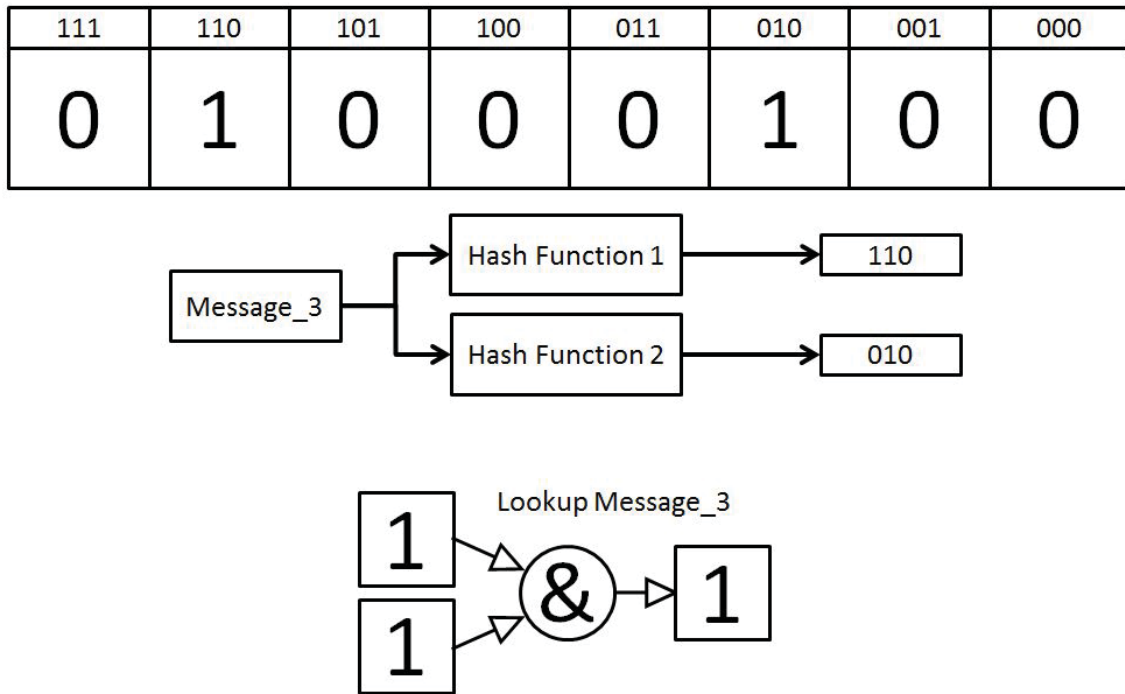 111 110 101 100 011 010 001 000
0 1 0 0 0 1 0 0
Hash Function 1
110
Message_3
Hash Function 2
010
Lookup Message_3
1
&
1
1